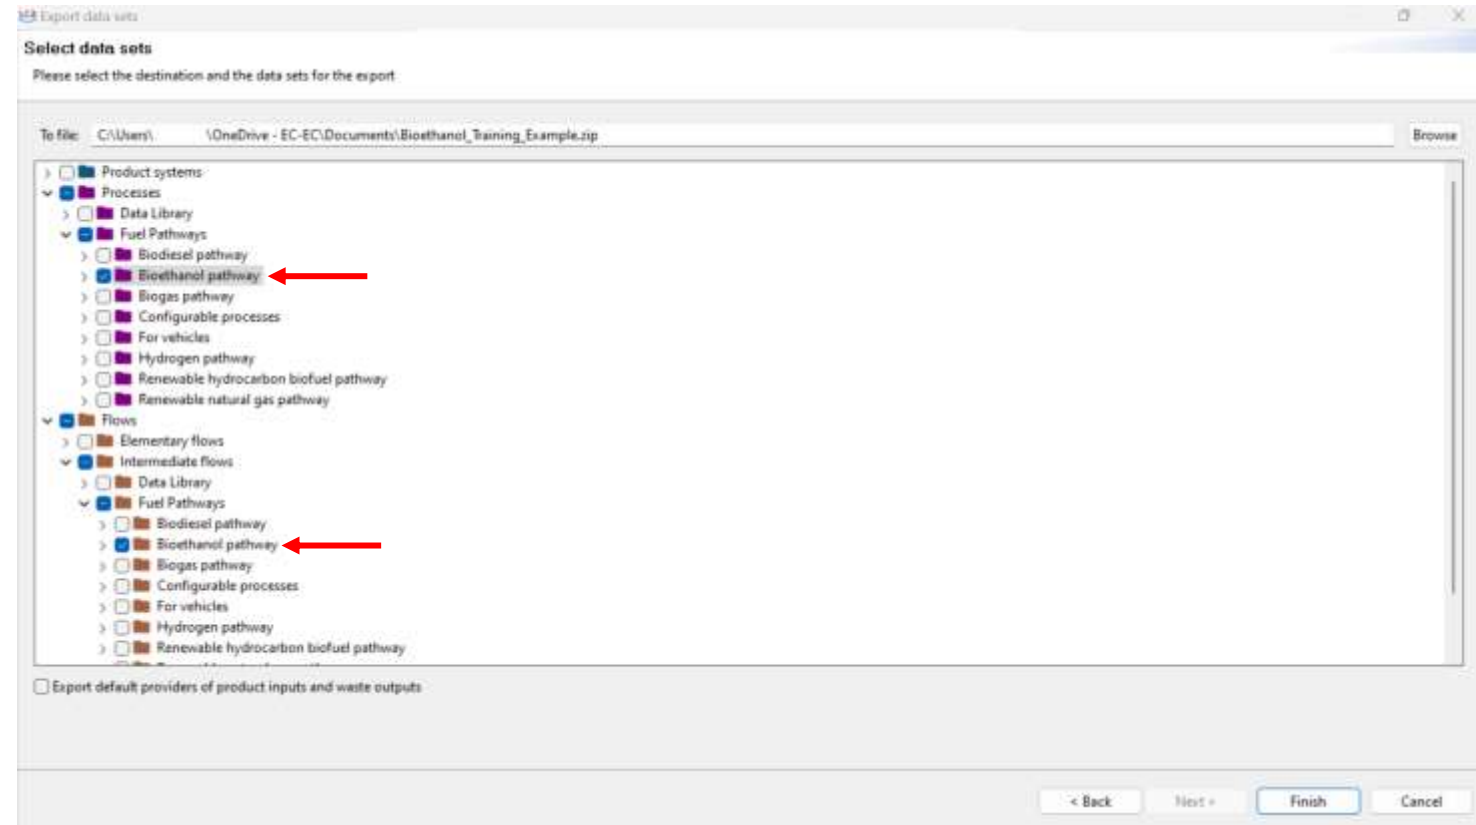 Export data sets
Select data sets
Please select the destination and the data sets for the export
To file: C:\Users\ \OneDrive - EC-EC\Documents\Bioethanol_Training_Example.zip Browse
Product systems
Processes
Data Library
Fuel Pathways
Biodiesel pathway
Bioethanol pathway
Biogas pathway
Configurable processes
For vehicles
Hydrogen pathway
Renewable hydrocarbon biofuel pathway
Renewable natural gas pathway
Flows
Elementary flows
Intermediate flows
Data Library
Fuel Pathways
Biodiesel pathway
Bioethanol pathway
Biogas pathway
Configurable processes
For vehicles
Hydrogen pathway
Renewable hydrocarbon biofuel pathway
Export default providers of product inputs and waste outputs
< Back Next > Finish Cancel